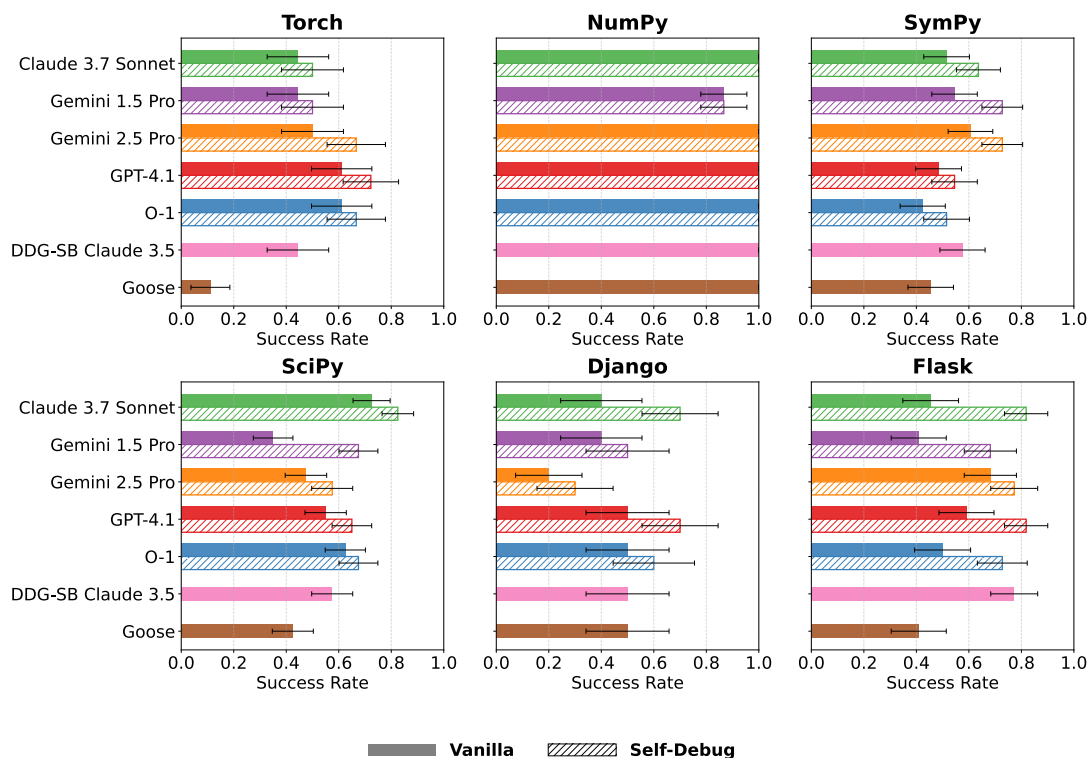 Torch
NumPy
SymPy
Claude 3.7 Sonnet
Gemini 1.5 Pro
Gemini 2.5 Pro
GPT-4.1
O-1
DDG-SB Claude 3.5
Goose
0.0 0.2 0.4 0.6 0.8 1.0
0.0 0.2 0.4 0.6 0.8 1.0
0.0 0.2 0.4 0.6 0.8 1.0
Success Rate
Success Rate
Success Rate
SciPy
Django
Flask
Claude 3.7 Sonnet
Gemini 1.5 Pro
Gemini 2.5 Pro
GPT-4.1
O-1
DDG-SB Claude 3.5
Goose
0.0 0.2 0.4 0.6 0.8 1.0
0.0 0.2 0.4 0.6 0.8 1.0
0.0 0.2 0.4 0.6 0.8 1.0
Success Rate
Success Rate
Success Rate
Vanilla
Self-Debug